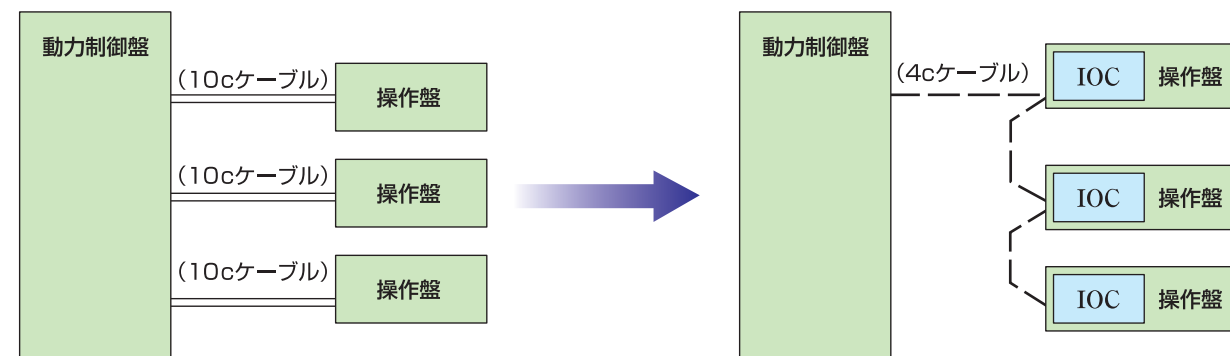 動力制御盤
(10cケーブル)
操作盤
(10cケーブル)
操作盤
(10cケーブル)
操作盤
動力制御盤
(4cケーブル)
IOC 操作盤
IOC 操作盤
IOC 操作盤